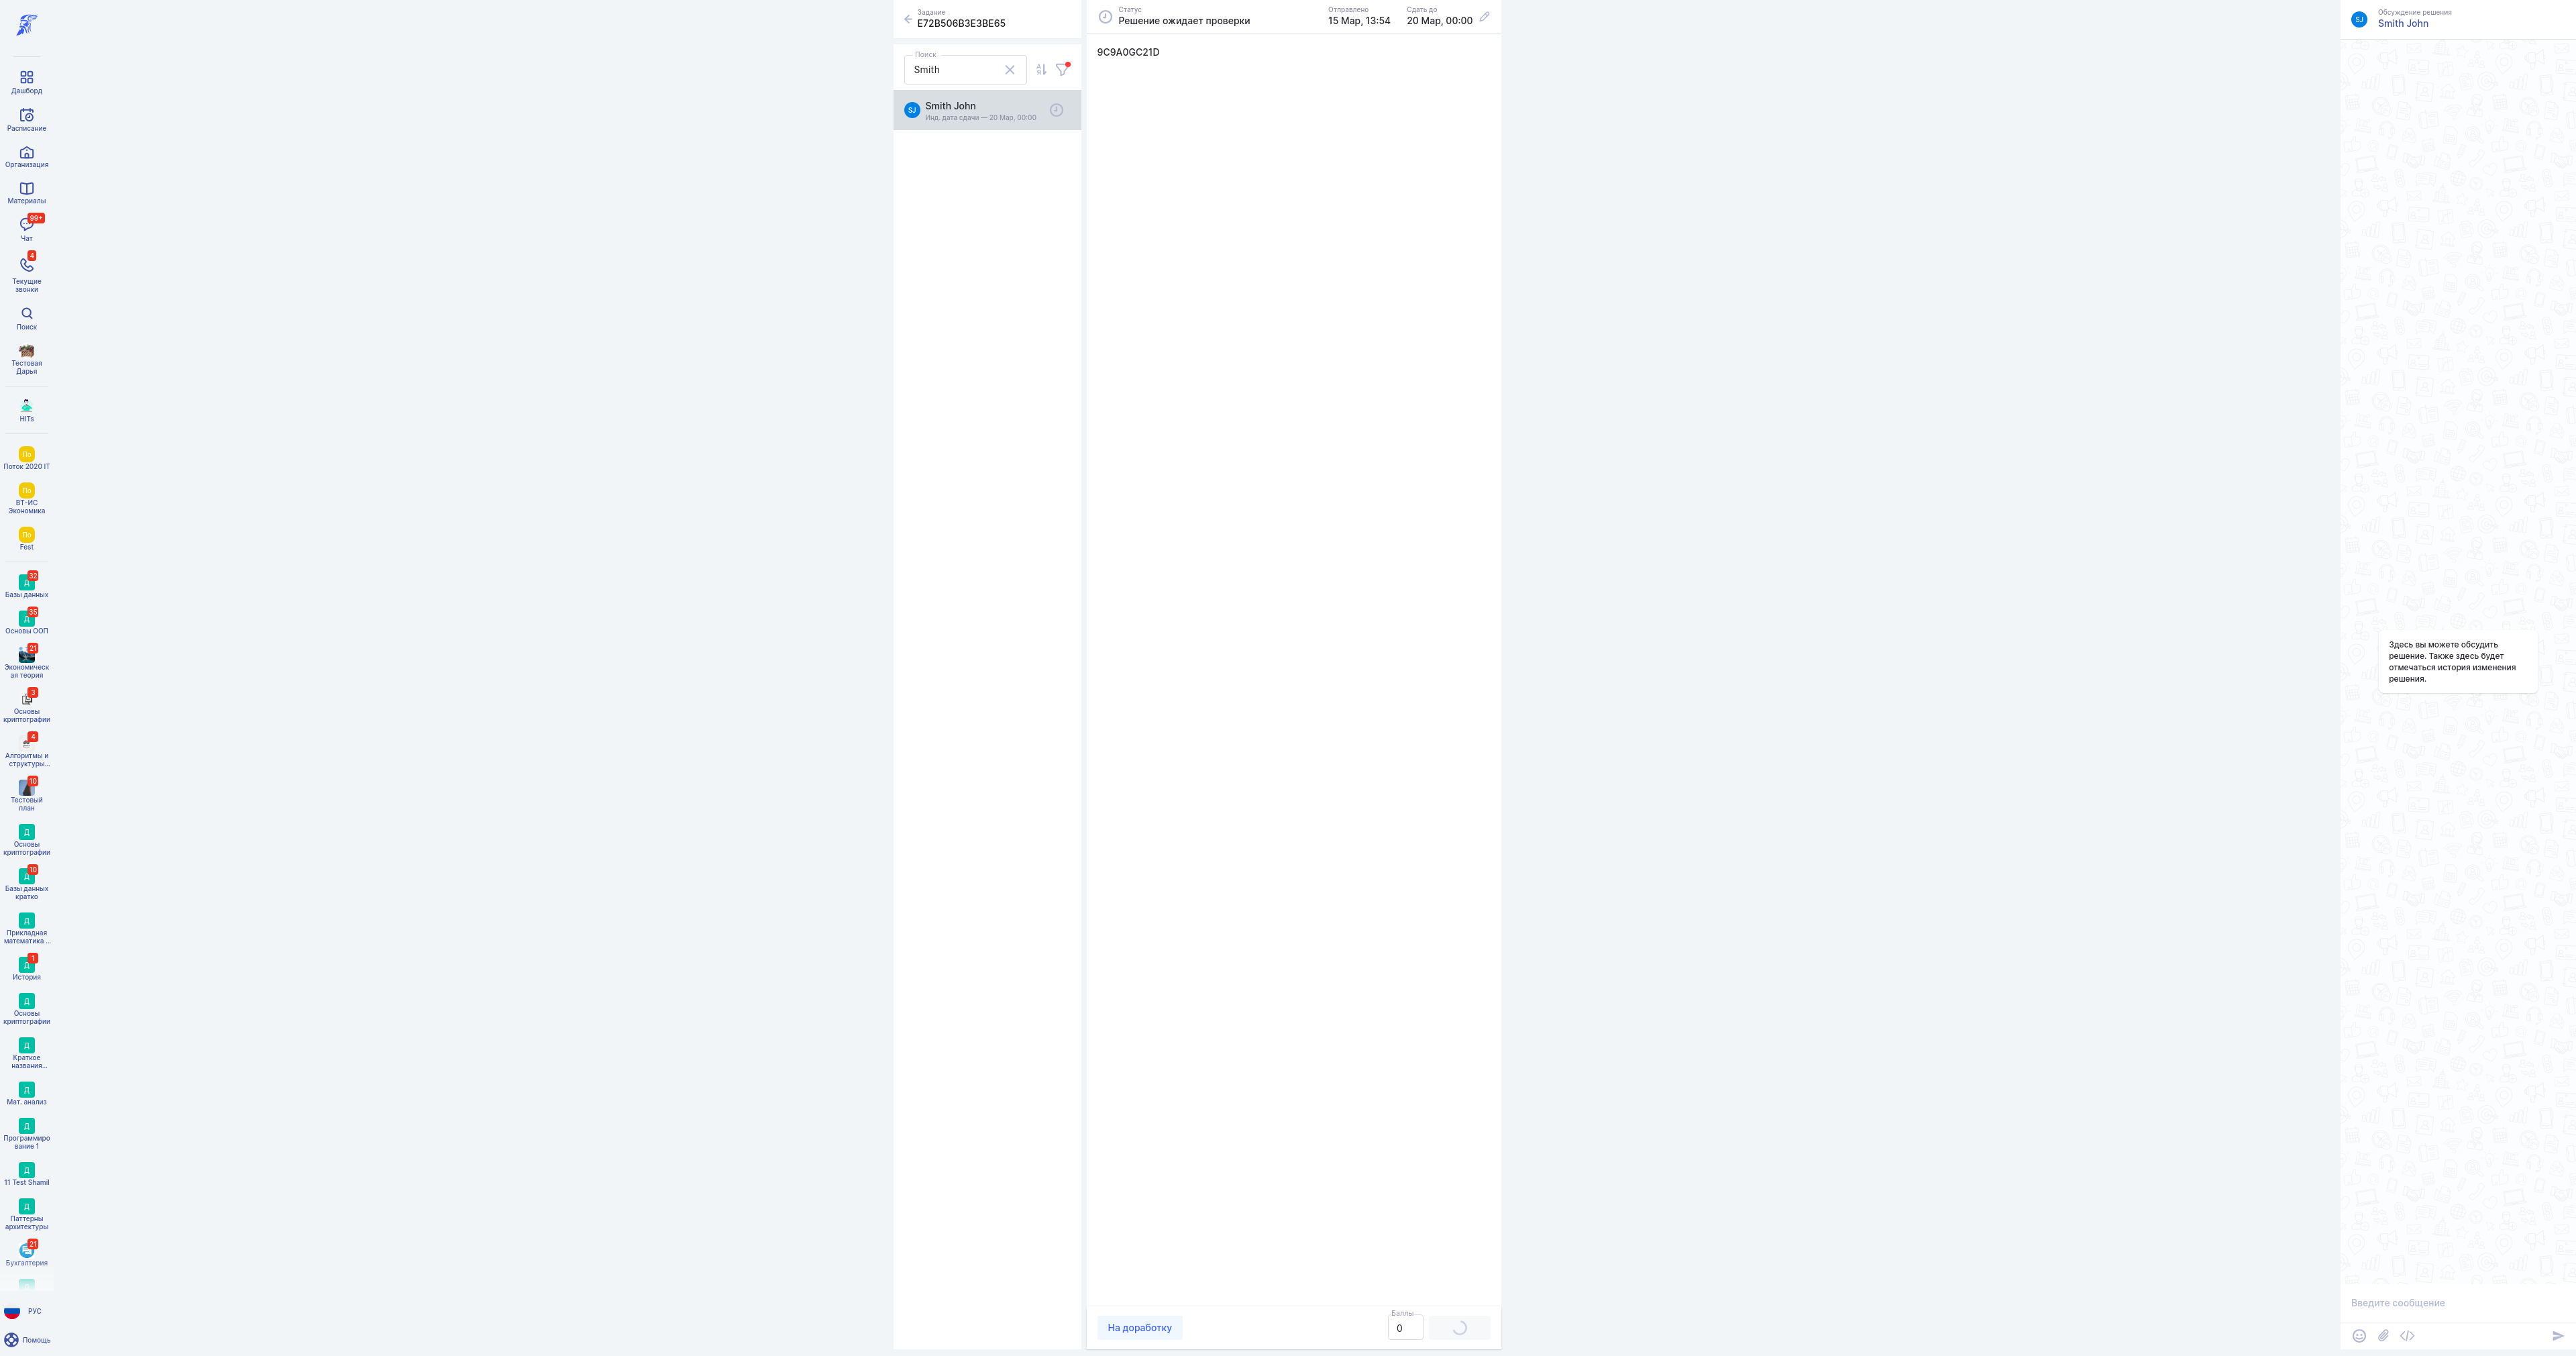 Дашборд
Расписание
Организация
Материалы
99+
Чат
4
Текущие
звонки
Поиск
Тестовая
Дарья
HITs
По
Поток 2020 IT
По
ВТ-ИС
Экономика
По
Fest
32
Д
Базы данных
35
Д
Основы ООП
21
Экономическ
ая теория
3
Основы
криптографии
4
Алгоритмы и
структуры...
10
Тестовый
план
Д
Основы
криптографии
10
Д
Базы данных
кратко
Д
Прикладная
математика ...
1
Д
История
Д
Основы
криптографии
Д
Краткое
названия...
Д
Мат. анализ
Д
Программиро
вание 1
Д
11 Test Shamil
Д
Паттерны
архитектуры
21
Бухгалтерия
РУС
Помощь
Задание
E72B506B3E3BE65
Поиск
Smith
SJ
Smith John
Инд. дата сдачи — 20 Мар, 00:00
Статус
Решение ожидает проверки
Отправлено
15 Мар, 13:54
Сдать до
20 Мар, 00:00
9C9A0GC21D
На доработку
Баллы
0
SJ
Обсуждение решения
Smith John
Здесь вы можете обсудить
решение. Также здесь будет
отмечаться история изменения
решения.
Введите сообщение